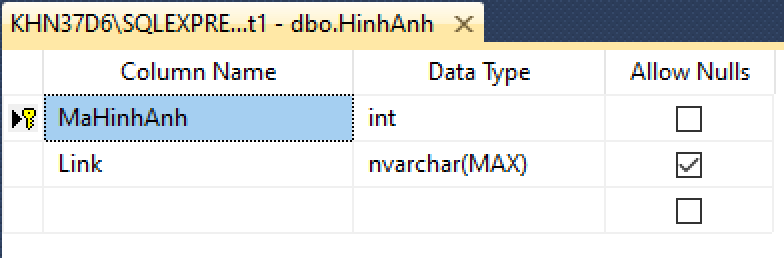 KHN37D6\SQLEXPRE...t1 - dbo.HinhAnh
Column Name Data Type Allow Nulls
MaHinhAnh int
Link nvarchar(MAX)